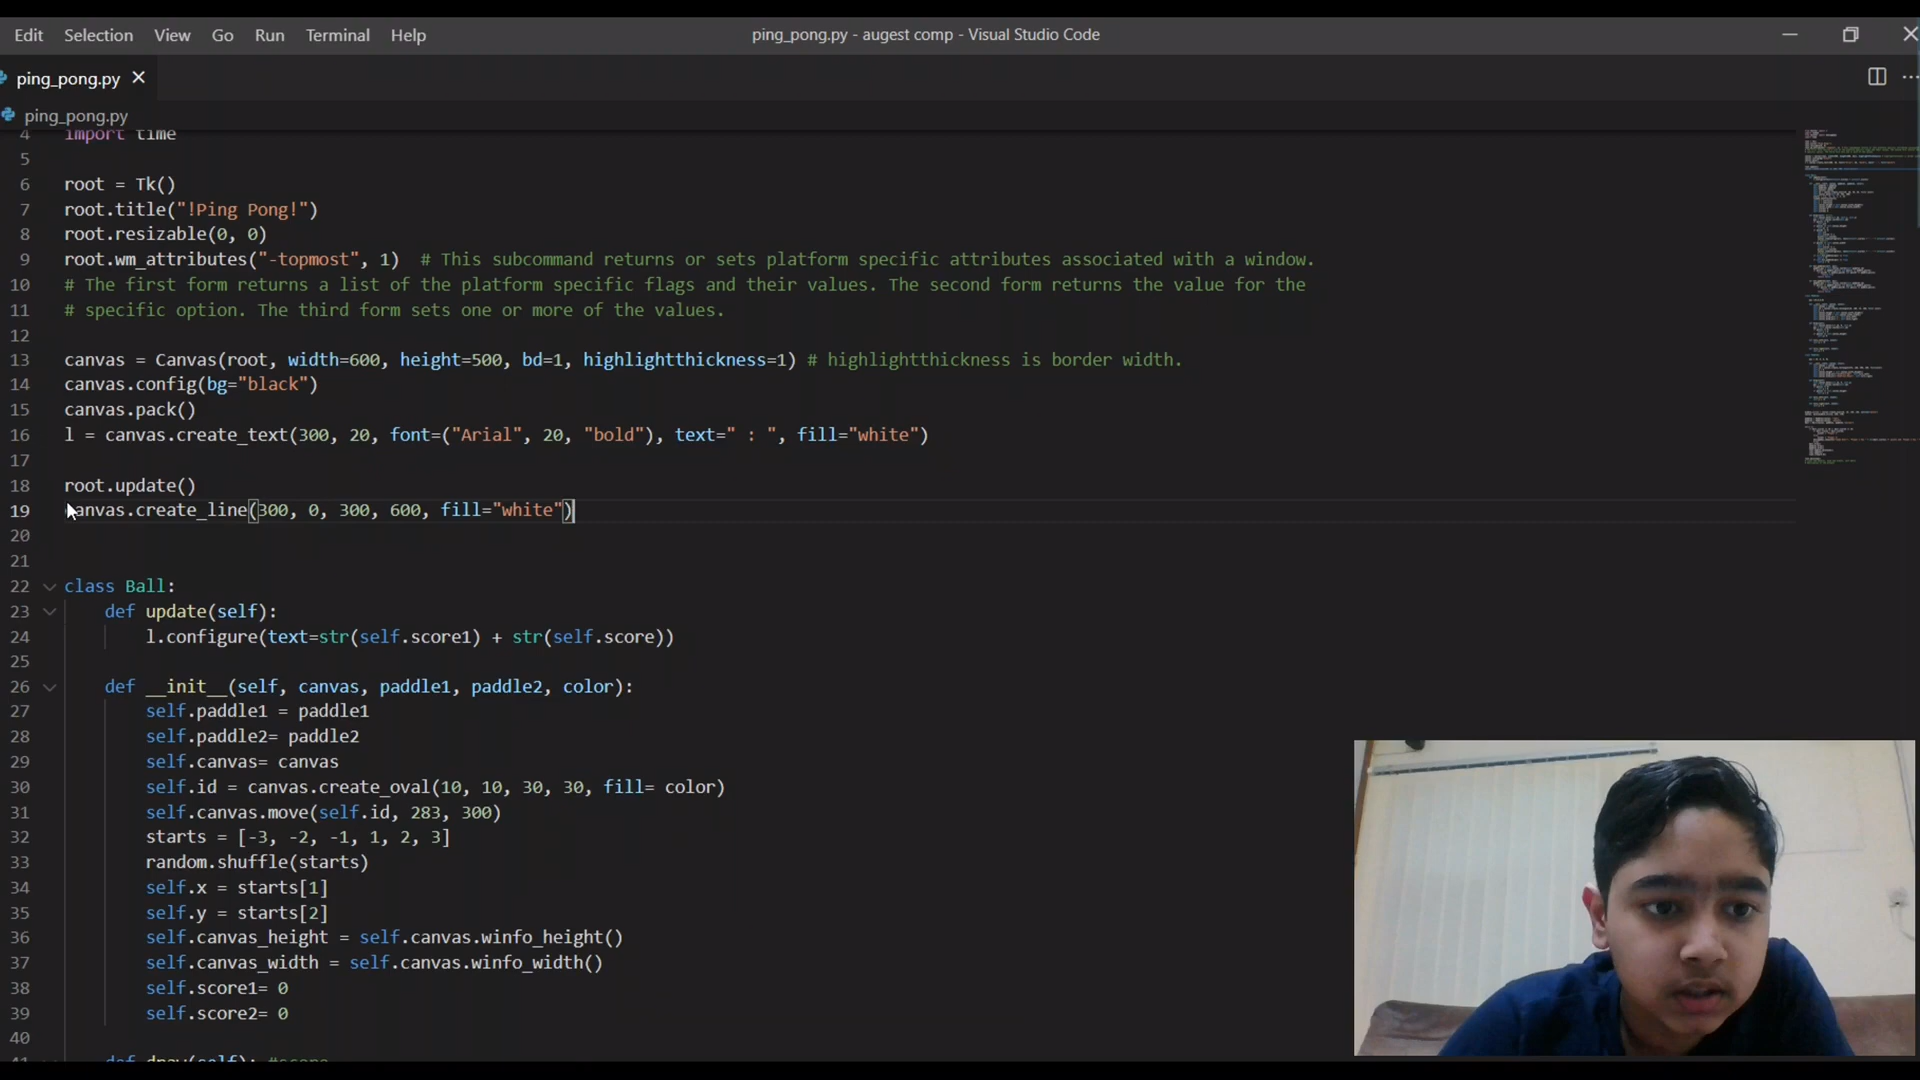 Edit Selection View Go Run Terminal Help ping_pong.py - augest comp - Visual Studio Code
ping_pong.py
ping_pong.py
4 import time
5
6 root = Tk()
7 root.title("!Ping Pong!")
8 root.resizable(0, 0)
9 root.wm_attributes("-topmost", 1) # This subcommand returns or sets platform specific attributes associated with a window.
10 # The first form returns a list of the platform specific flags and their values. The second form returns the value for the
11 # specific option. The third form sets one or more of the values.
12
13 canvas = Canvas(root, width=600, height=500, bd=1, highlightthickness=1) # highlightthickness is border width.
14 canvas.config(bg="black")
15 canvas.pack()
16 l = canvas.create_text(300, 20, font=("Arial", 20, "bold"), text=" : ", fill="white")
17
18 root.update()
19 canvas.create_line(300, 0, 300, 600, fill="white")
20
21
22 class Ball:
23 def update(self):
24 l.configure(text=str(self.score1) + str(self.score))
25
26 def __init__(self, canvas, paddle1, paddle2, color):
27 self.paddle1 = paddle1
28 self.paddle2= paddle2
29 self.canvas= canvas
30 self.id = canvas.create_oval(10, 10, 30, 30, fill= color)
31 self.canvas.move(self.id, 283, 300)
32 starts = [-3, -2, -1, 1, 2, 3]
33 random.shuffle(starts)
34 self.x = starts[1]
35 self.y = starts[2]
36 self.canvas_height = self.canvas.winfo_height()
37 self.canvas_width = self.canvas.winfo_width()
38 self.score1= 0
39 self.score2= 0
40
41 def draw(self): #score